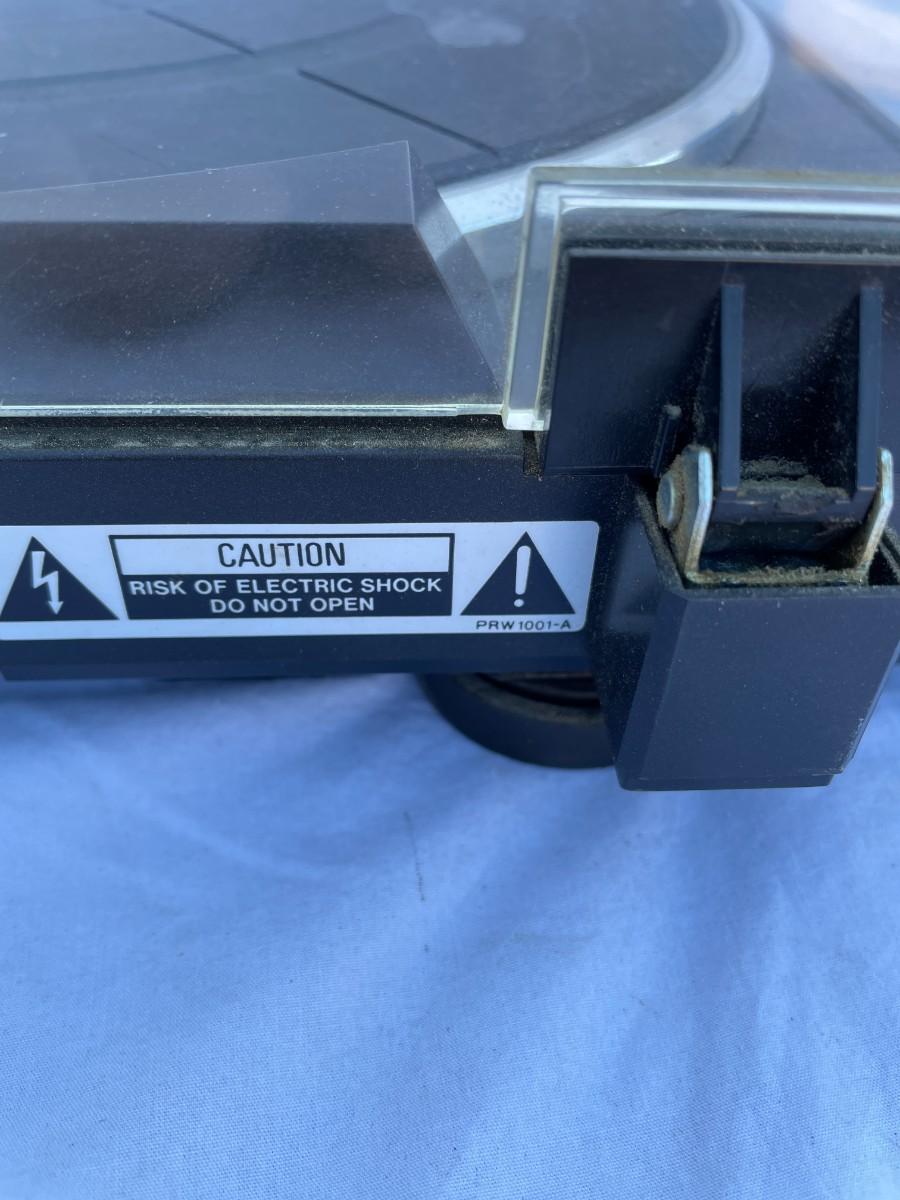 CAUTION
RISK OF ELECTRIC SHOCK
DO NOT OPEN
PRW1001-A